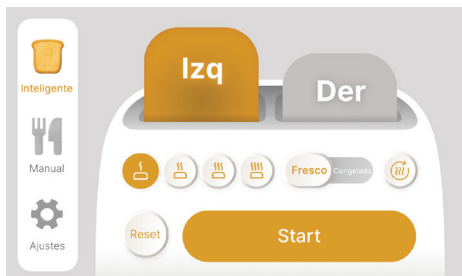 Inteligente
Manual
Ajustes
Izq
Der
Fresco
Congelado
Reset
Start